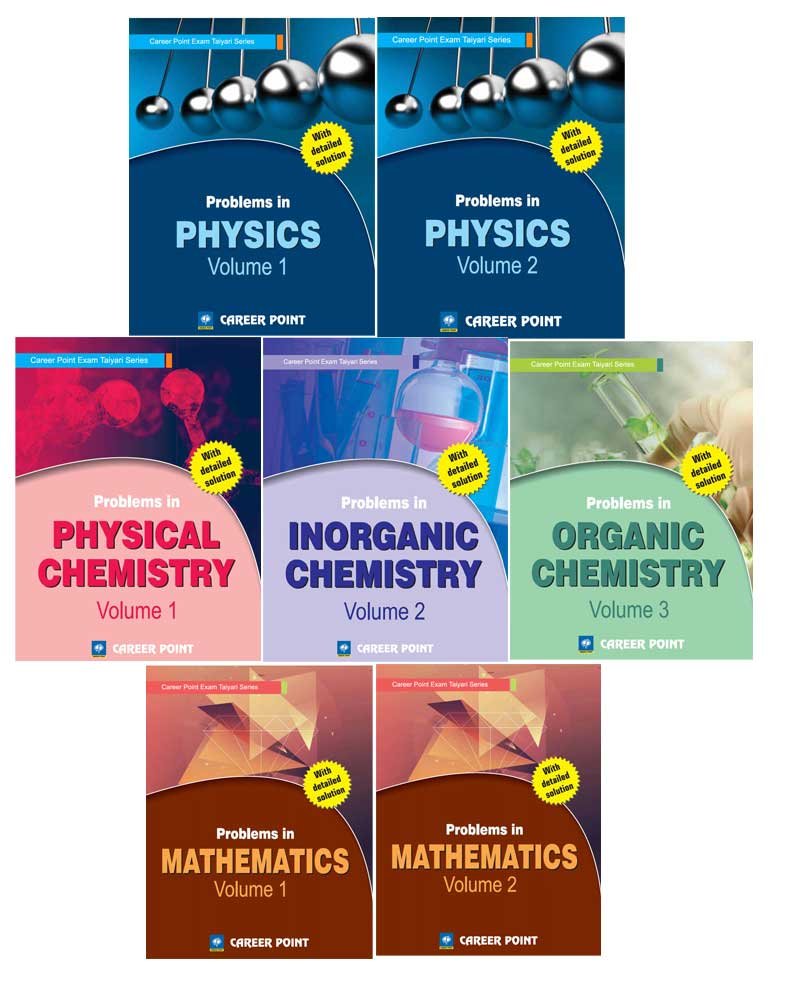 Career Point Exam Taiyari Series
With
detailed
solution
Problems in
PHYSICS
Volume 1
CAREER POINT
Career Point Exam Taiyari Series
With
detailed
solution
Problems in
PHYSICS
Volume 2
CAREER POINT
Career Point Exam Taiyari Series
With
detailed
solution
Problems in
PHYSICAL
CHEMISTRY
Volume 1
CAREER POINT
Career Point Exam Taiyari Series
With
detailed
solution
Problems in
INORGANIC
CHEMISTRY
Volume 2
CAREER POINT
Career Point Exam Taiyari Series
With
detailed
solution
Problems in
ORGANIC
CHEMISTRY
Volume 3
CAREER POINT
Career Point Exam Taiyari Series
With
detailed
solution
Problems in
MATHEMATICS
Volume 1
CAREER POINT
Career Point Exam Taiyari Series
With
detailed
solution
Problems in
MATHEMATICS
Volume 2
CAREER POINT